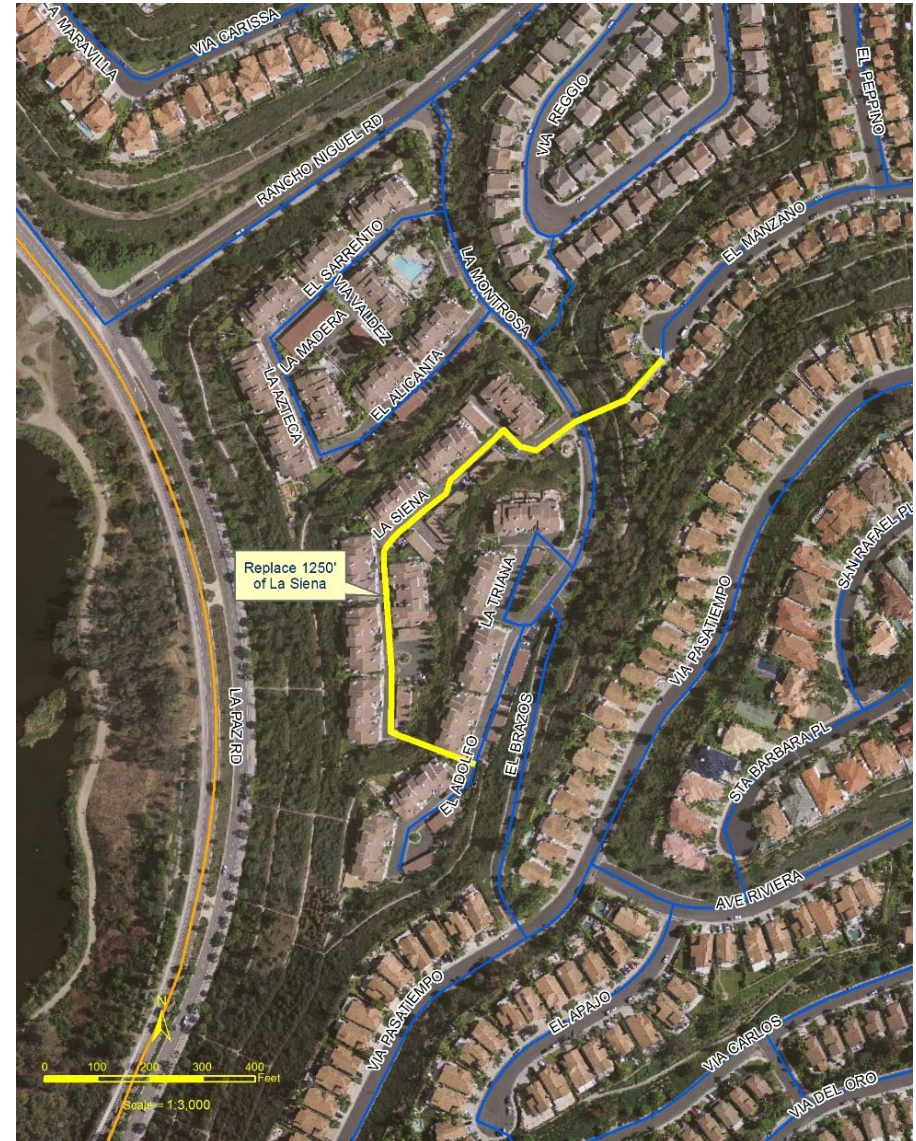 LA MARAVILLA
VIA CARISSA
RANCHO NIGUEL RD
VIA REGGIO
EL PEPPINO
EL MANZANO
EL SARRENTO
VIA VALDEZ
LA MADERA
LA MONTROSA
LA AZTECA
EL ALICANTA
LA SIENA
Replace 1250'
of La Siena
LA TRIANA
SAN RAFAEL PL
VIA PASATIEMPO
LA PAZ RD
EL BRAZOS
EL ADOLFO
STA BARBARA PL
AVE RIVIERA
VIA PASATIEMPO
EL APAJO
VIA CARLOS
VIA DEL ORO
N
0 100 200 300 400
Feet
Scale = 1:3,000